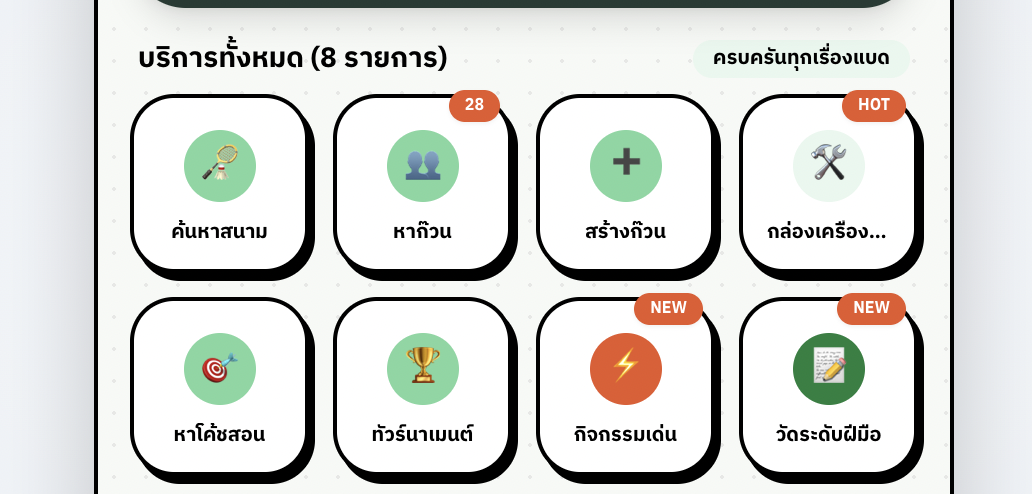 บริการทั้งหมด (8 รายการ)
ครบครันทุกเรื่องแบด
28
HOT
ค้นหาสนาม
หาก๊วน
สร้างก๊วน
กล่องเครื่อง...
NEW
NEW
หาโค้ชสอน
ทัวร์นาเมนต์
กิจกรรมเด่น
วัดระดับฝีมือ